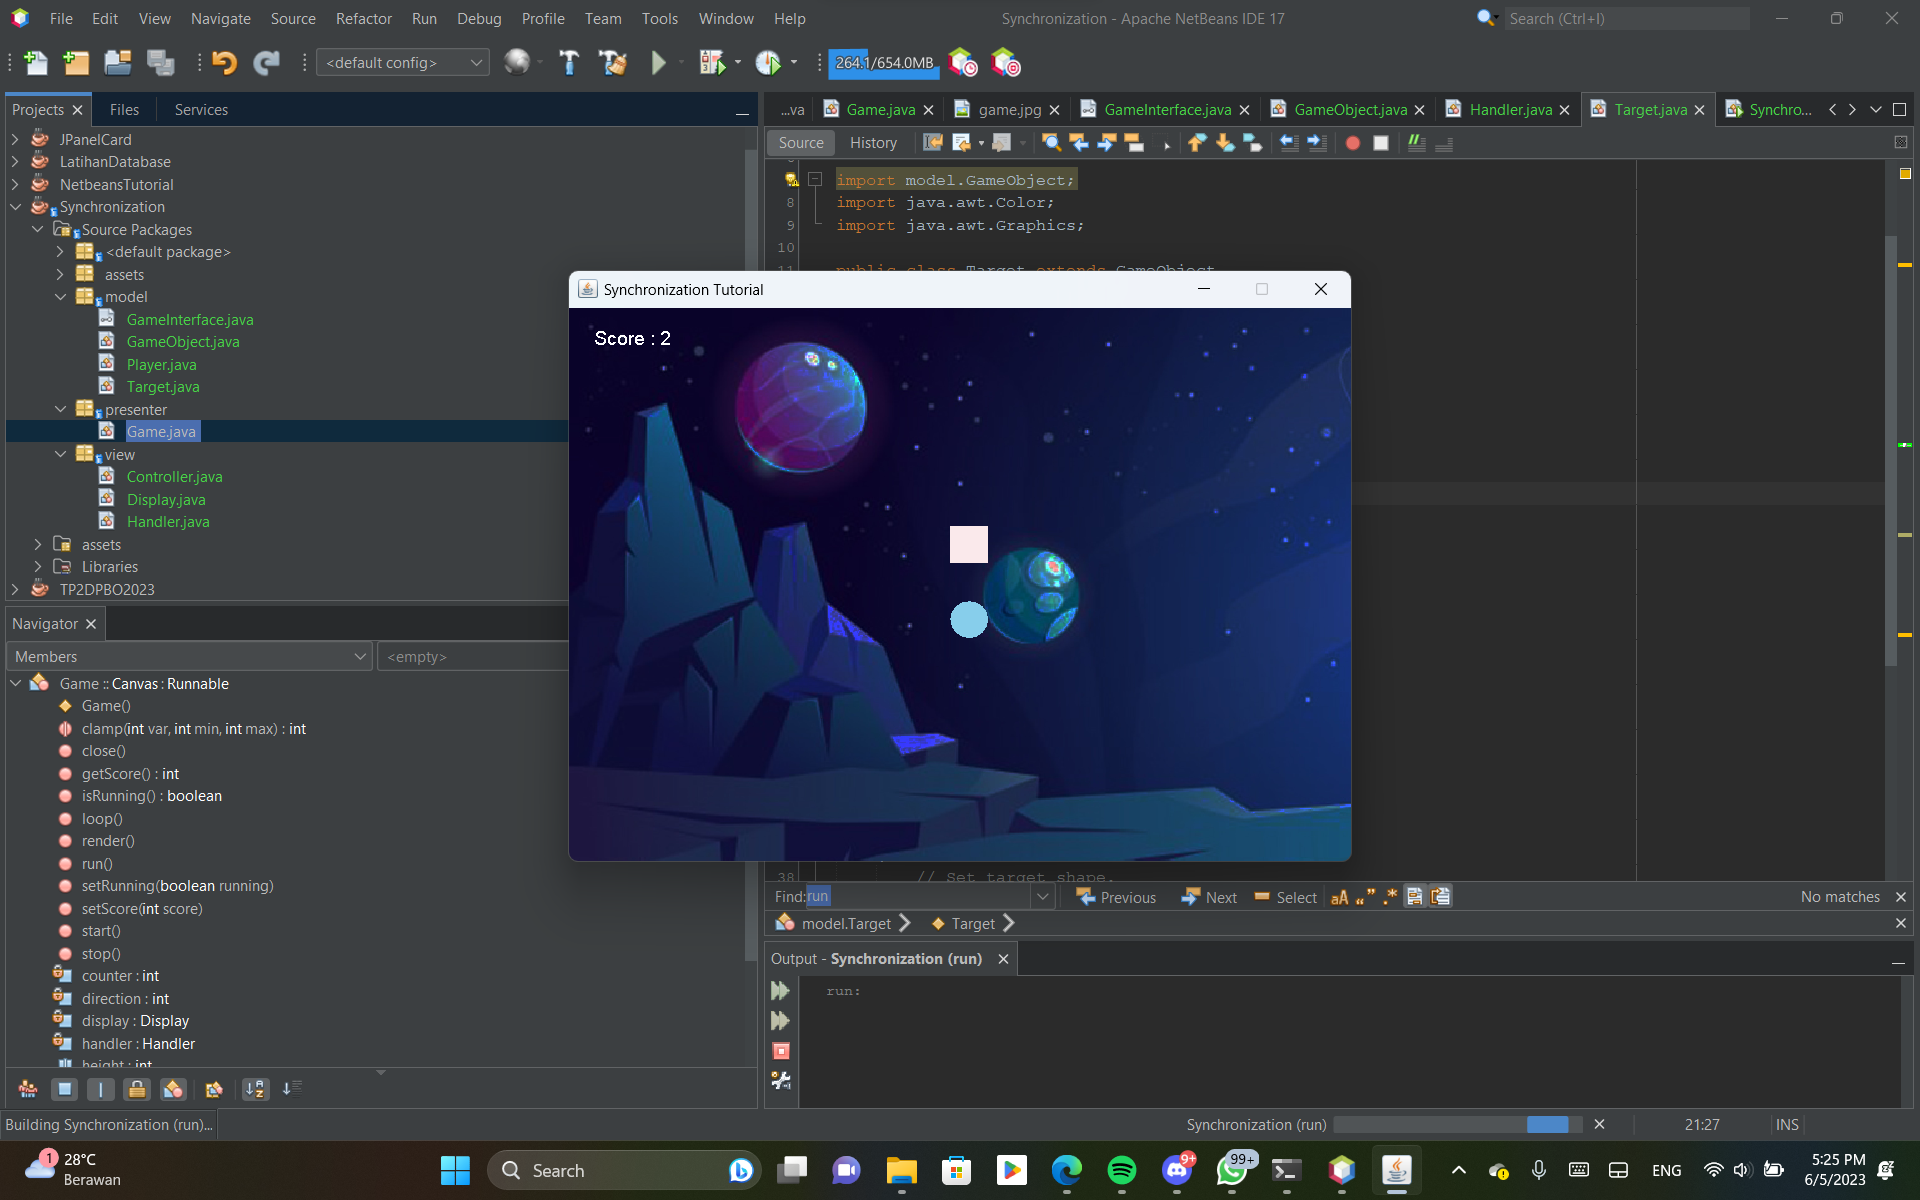 File Edit View Navigate Source Refactor Run Debug Profile Team Tools Window Help
Synchronization - Apache NetBeans IDE 17
Search (Ctrl+I)
<default config>
264.1/654.0MB
Projects
Files
Services
JPanelCard
LatihanDatabase
NetbeansTutorial
Synchronization
Source Packages
<default package>
assets
model
GameInterface.java
GameObject.java
Player.java
Target.java
presenter
Game.java
view
Controller.java
Display.java
Handler.java
assets
Libraries
TP2DPBO2023
Navigator
Members
<empty>
Game :: Canvas : Runnable
Game()
clamp(int var, int min, int max) : int
close()
getScore() : int
isRunning() : boolean
loop()
render()
run()
setRunning(boolean running)
setScore(int score)
start()
stop()
counter : int
direction : int
display : Display
handler : Handler
height : int
...va Game.java game.jpg GameInterface.java GameObject.java Handler.java Target.java Synchro...
Source History
import model.GameObject;
8 import java.awt.Color;
9 import java.awt.Graphics;
10
11 public class Target extends GameObject
Synchronization Tutorial
Score : 2
38 // Set target shape.
Find: run
Previous Next Select
No matches
model.Target
Target
Output - Synchronization (run)
run:
Building Synchronization (run)...
Synchronization (run)
21:27
INS
1
28°C
Berawan
Search
9+
99+
ENG
5:25 PM
6/5/2023